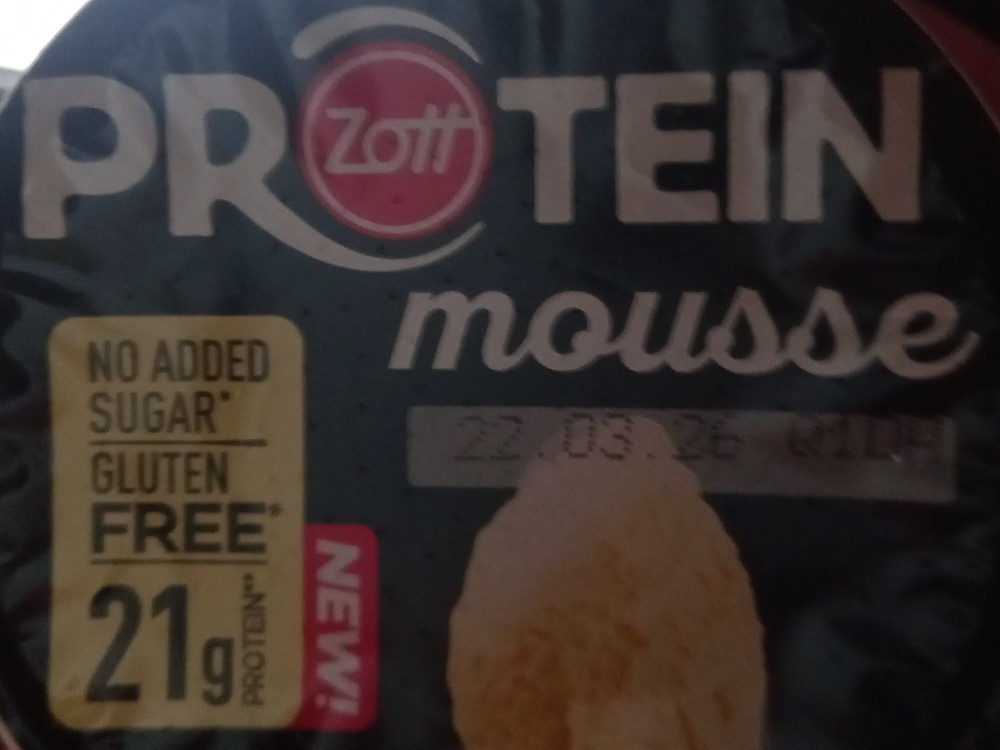 PROTEIN
Zott
mousse
22.03.26
NO ADDED
SUGAR*
GLUTEN
FREE*
21g PROTEIN**
NEW!